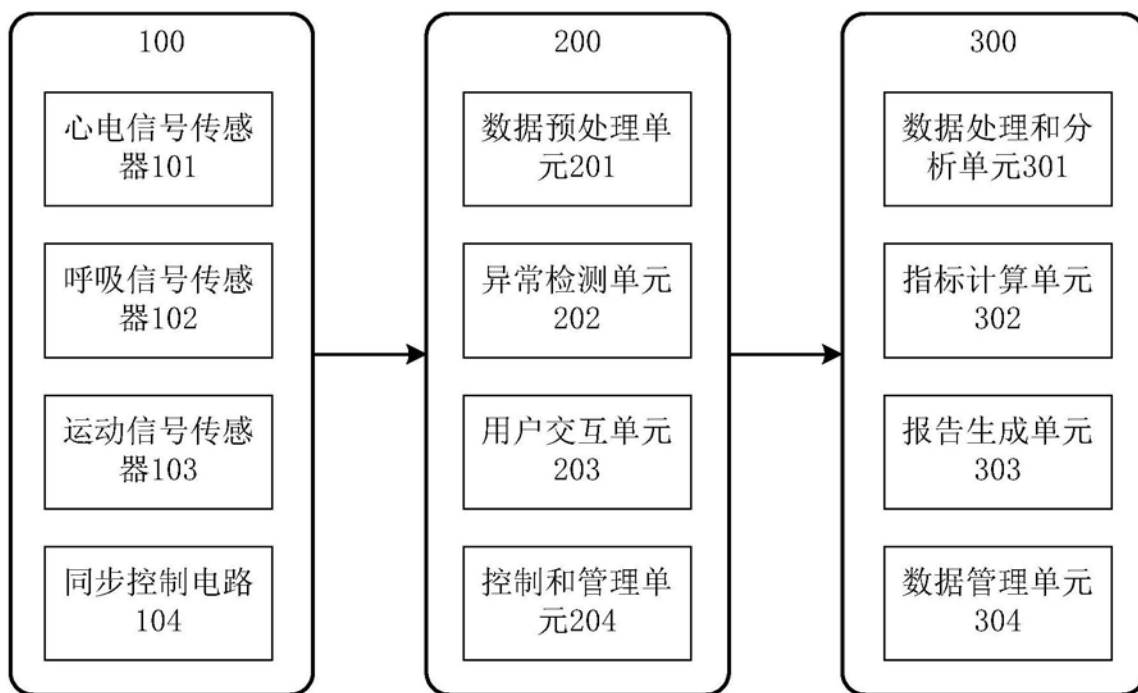 100
心电信号传感
器101
呼吸信号传感
器102
运动信号传感
器103
同步控制电路
104
200
数据预处理单
元201
异常检测单元
202
用户交互单元
203
控制和管理单
元204
300
数据处理和分
析单元301
指标计算单元
302
报告生成单元
303
数据管理单元
304